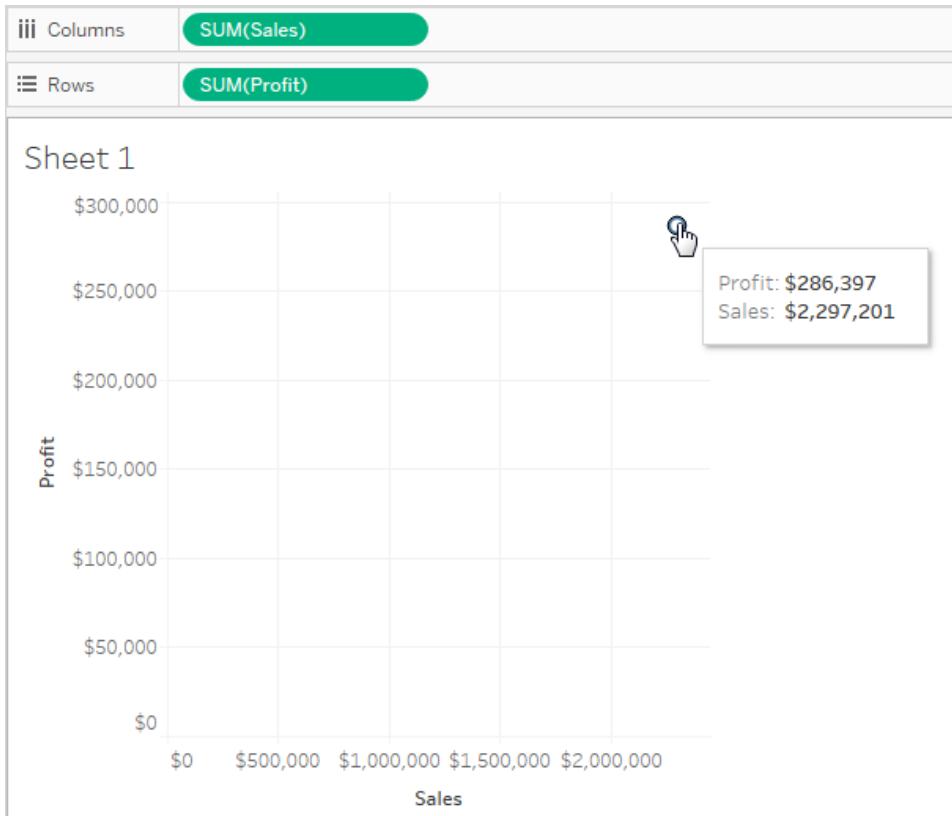 Columns SUM(Sales)
Rows SUM(Profit)
Sheet 1
$300,000
$250,000
$200,000
$150,000
$100,000
$50,000
$0
Profit
Profit: $286,397
Sales: $2,297,201
$0 $500,000 $1,000,000 $1,500,000 $2,000,000
Sales